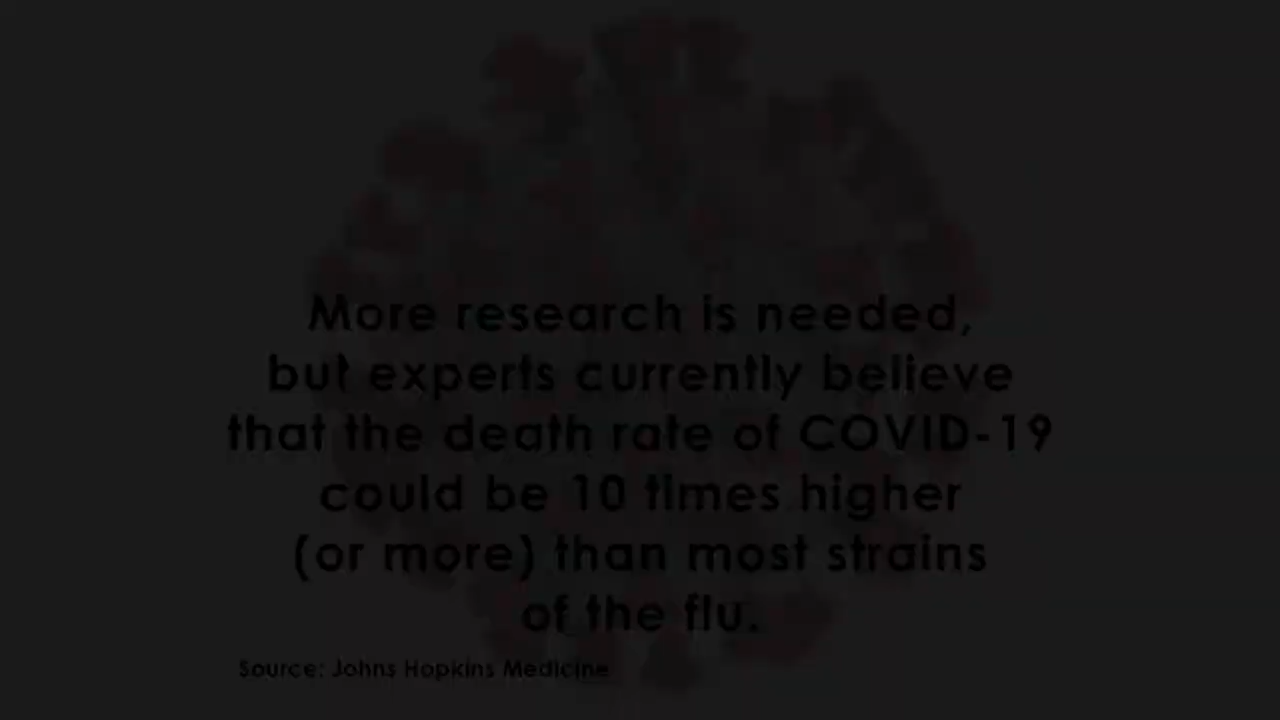 More research is needed,
but experts currently believe
that the death rate of COVID-19
could be 10 times higher
(or more) than most strains
of the flu.
Source: Johns Hopkins Medicine